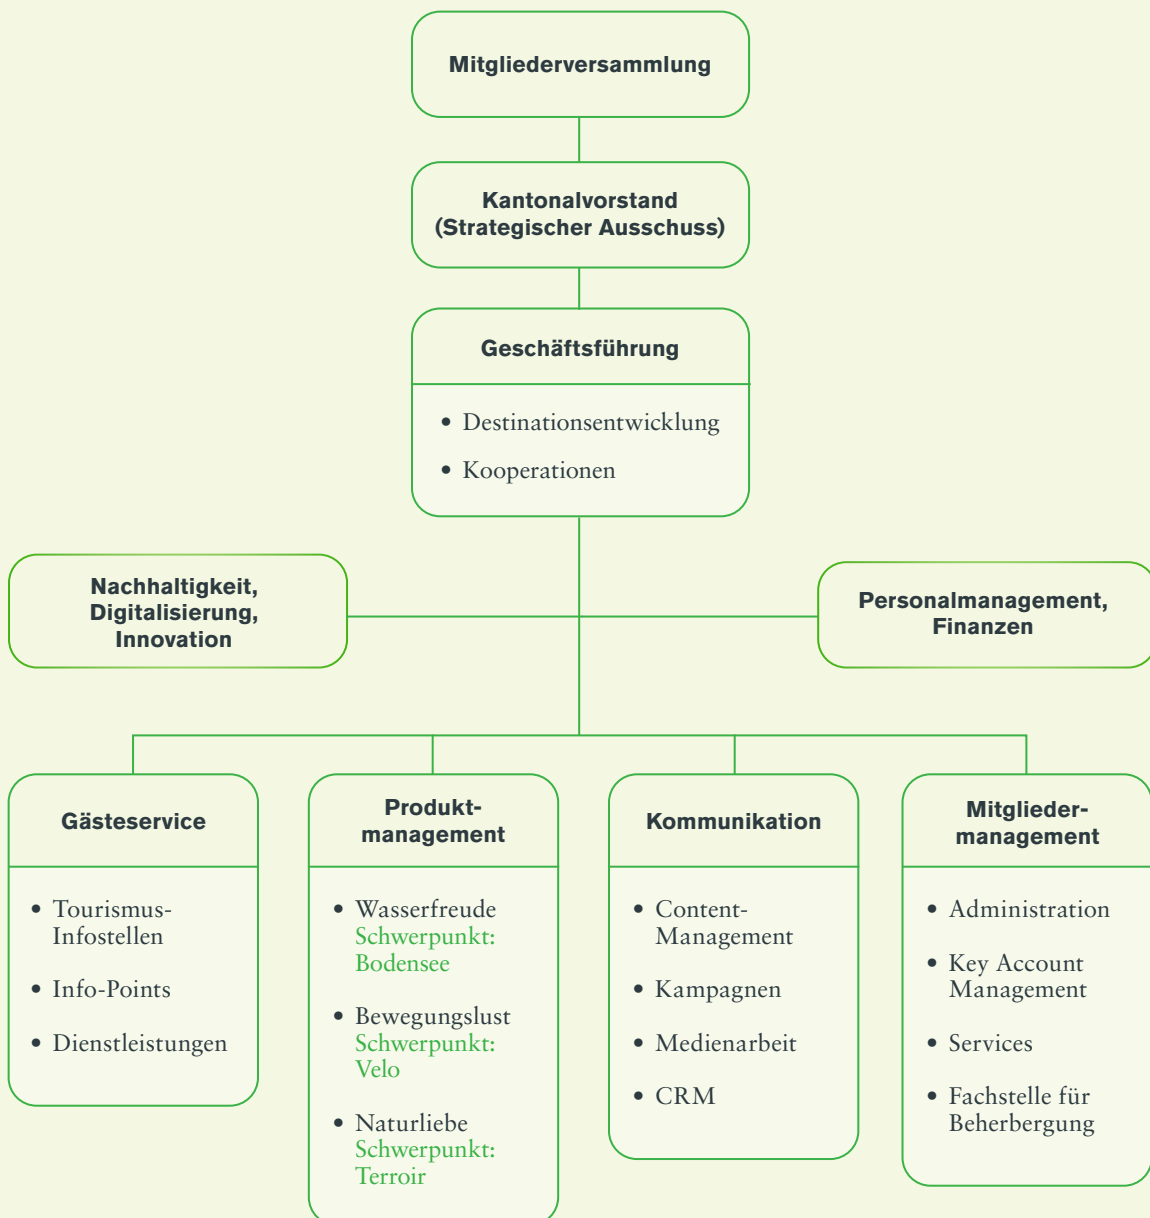 Mitgliederversammlung
Kantonalvorstand
(Strategischer Ausschuss)
Geschäftsführung
• Destinationsentwicklung
• Kooperationen
Nachhaltigkeit,
Digitalisierung,
Innovation
Personalmanagement,
Finanzen
Gästeservice
• Tourismus-
Infostellen
• Info-Points
• Dienstleistungen
Produkt-
management
• Wasserfreude
Schwerpunkt:
Bodensee
• Bewegungslust
Schwerpunkt:
Velo
• Naturliebe
Schwerpunkt:
Terroir
Kommunikation
• Content-
Management
• Kampagnen
• Medienarbeit
• CRM
Mitglieder-
management
• Administration
• Key Account
Management
• Services
• Fachstelle für
Beherbergung